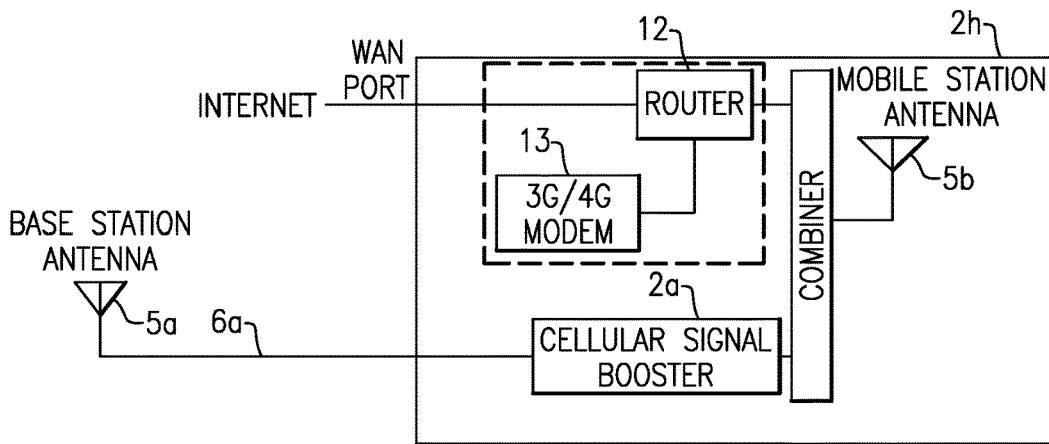 12
2h
WAN
PORT
MOBILE STATION
ANTENNA
INTERNET
ROUTER
13
5b
3G/4G
MODEM
COMBINER
BASE STATION
ANTENNA
5a
6a
2a
CELLULAR SIGNAL
BOOSTER